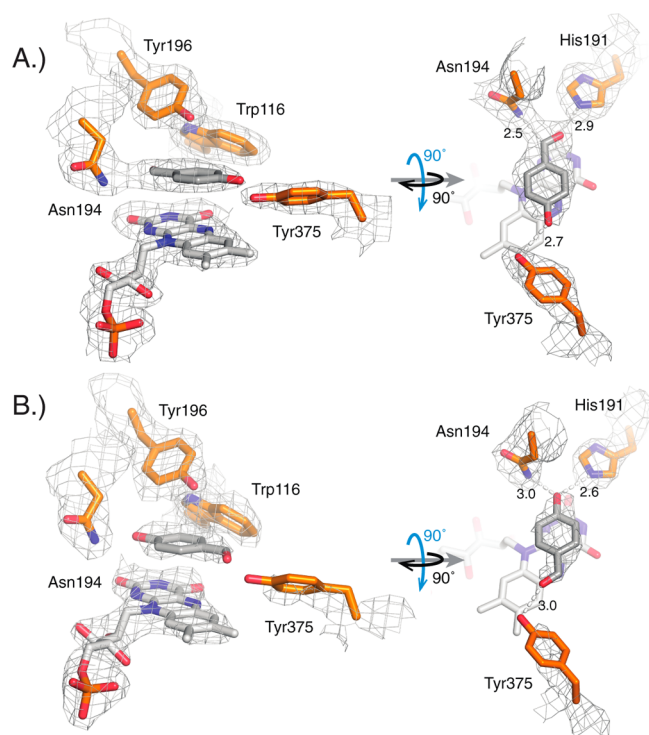 A.)
Tyr196
Trp116
Asn194
Tyr375
90°
90°
His191
Asn194
2.5
2.9
2.7
Tyr375
B.)
Tyr196
Trp116
Asn194
Tyr375
90°
90°
His191
Asn194
3.0
2.6
3.0
Tyr375